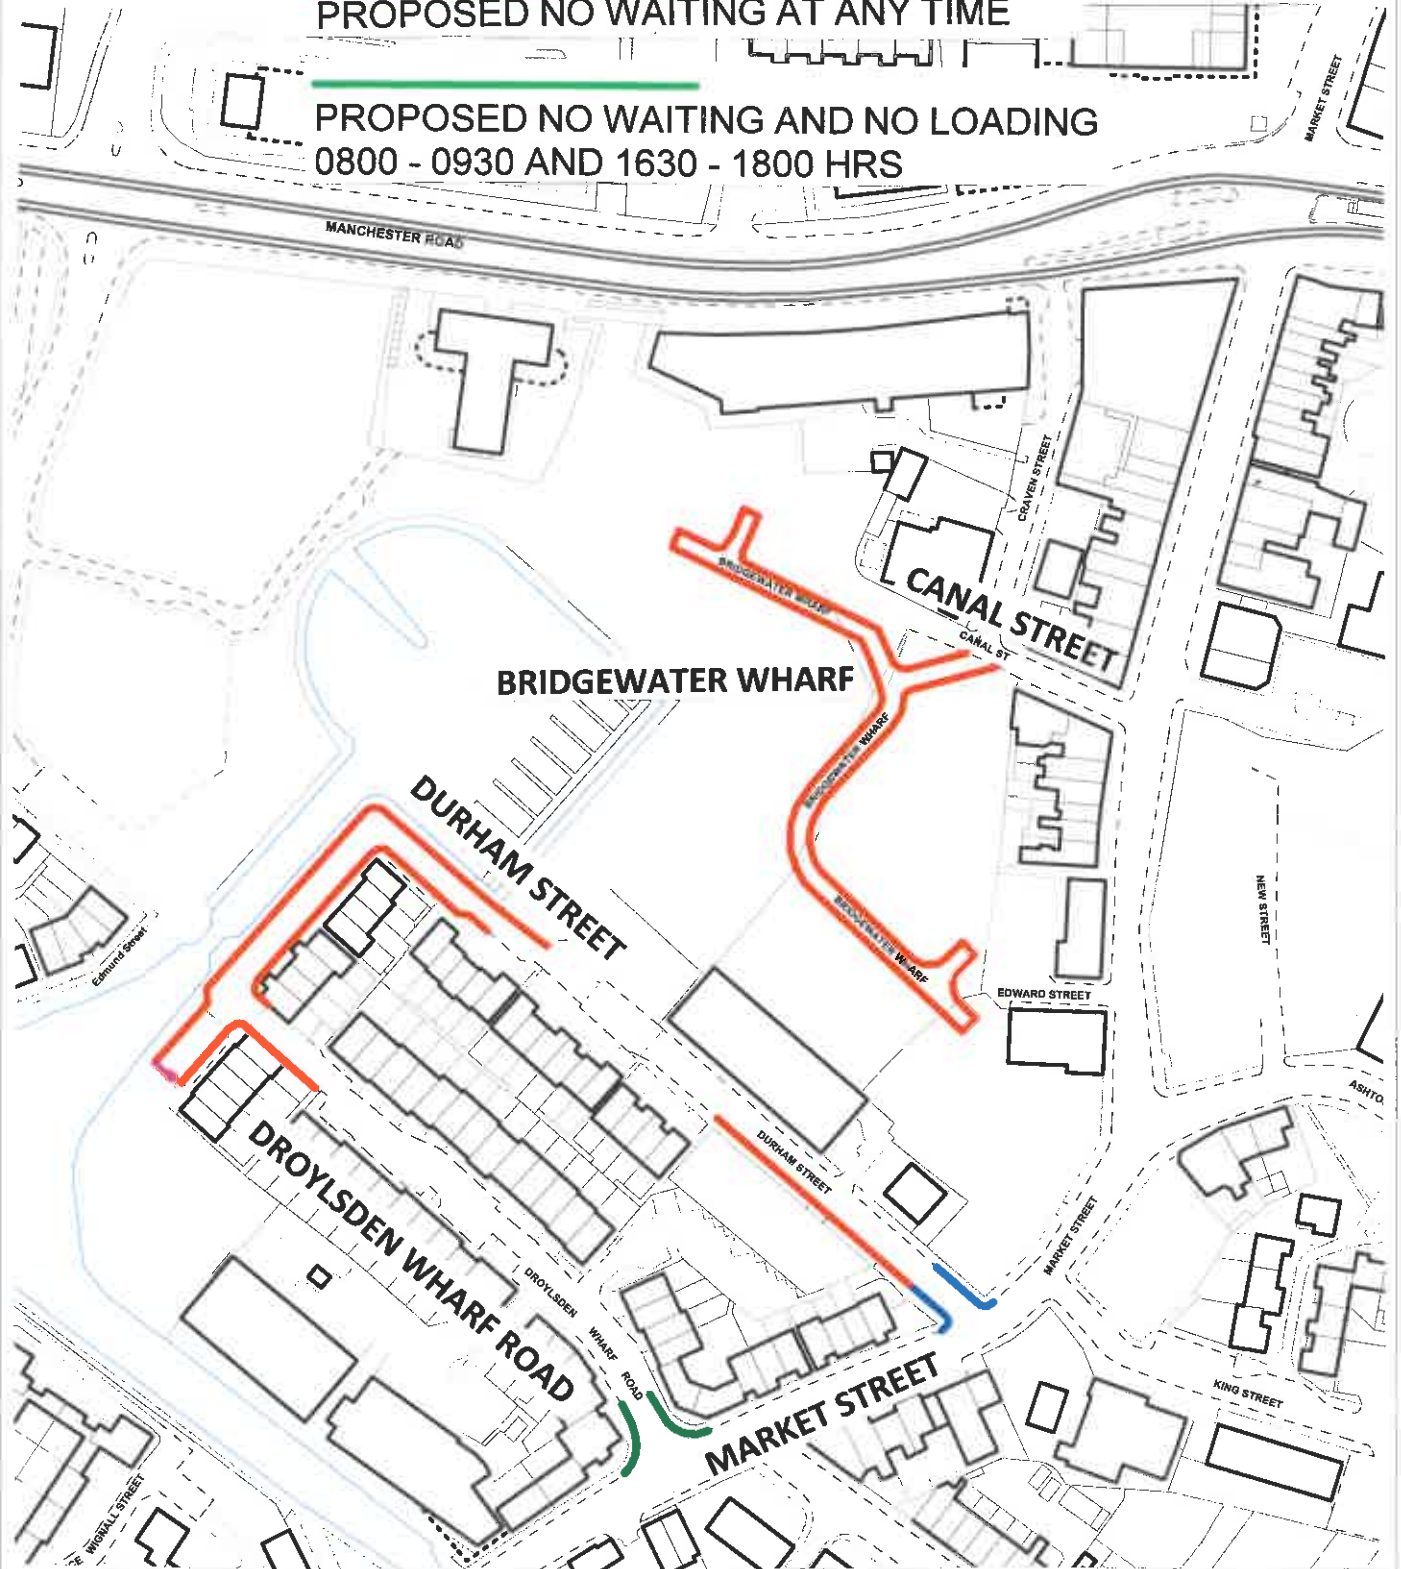 PROPOSED NO WAITING AT ANY TIME
PROPOSED NO WAITING AND NO LOADING
0800 - 0930 AND 1630 - 1800 HRS
MARKET STREET
MANCHESTER ROAD
CRAVEN STREET
BRIDGEWATER WHARF
CANAL STREET
CANAL ST
BRIDGEWATER WHARF
BRIDGEWATER WHARF
DURHAM STREET
NEW STREET
BRIDGEWATER WHARF
Edmund Street
EDWARD STREET
ASHTO
DROYLSDEN WHARF ROAD
DURHAM STREET
MARKET STREET
DROYLSDEN
WHARF
ROAD
MARKET STREET
KING STREET
CE WIGNALL STREET